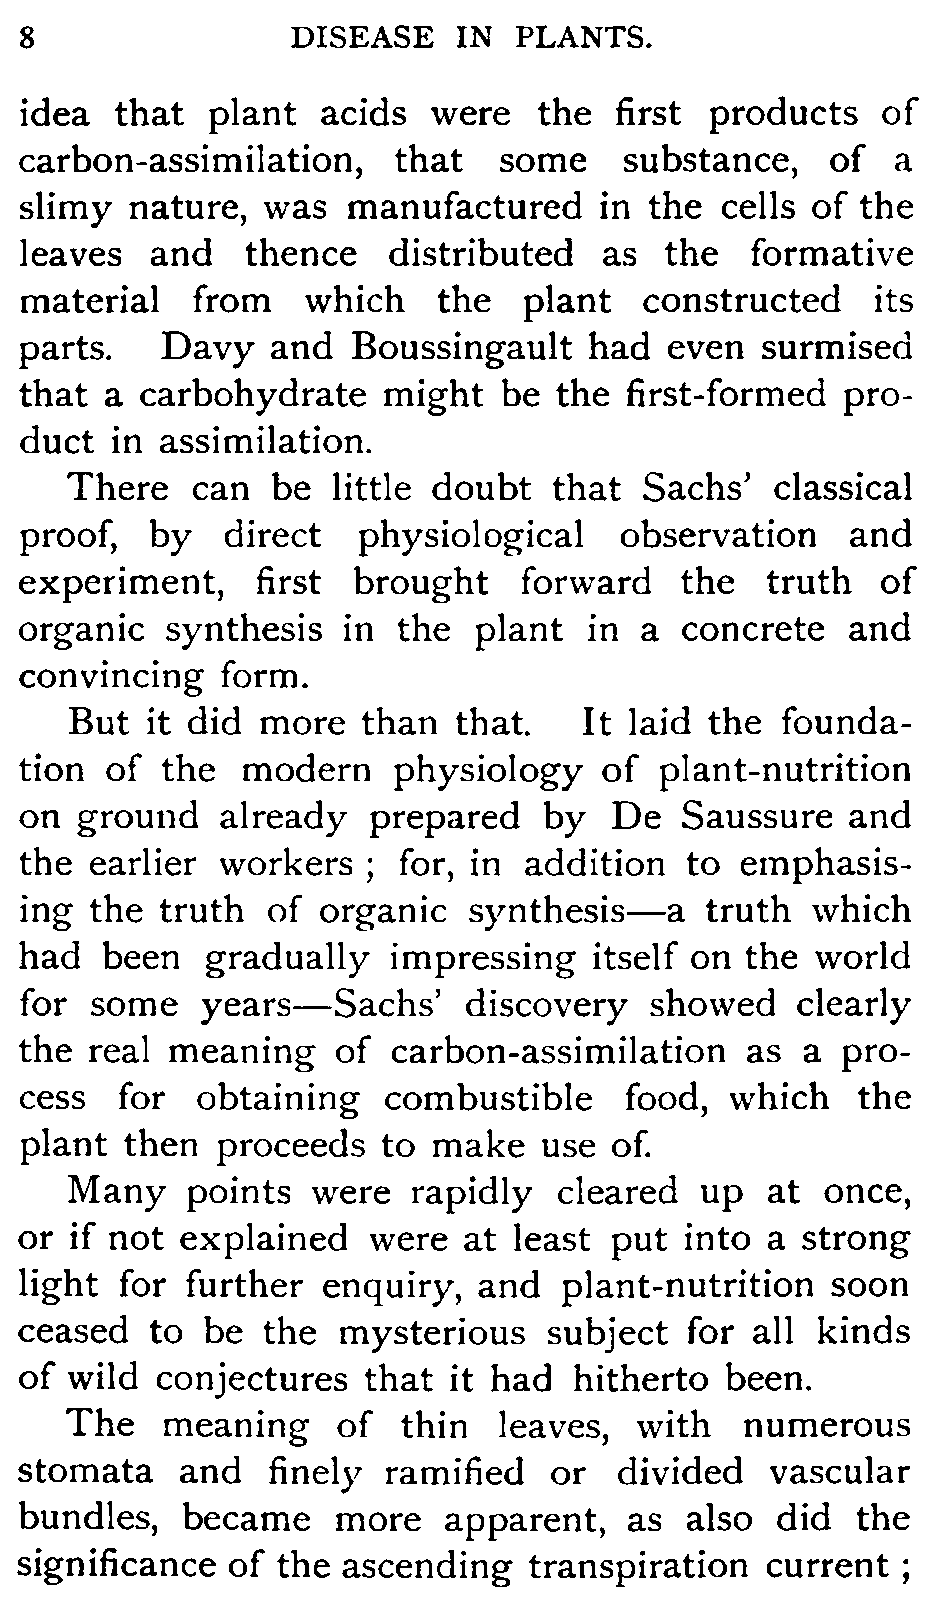 8 DISEASE IN PLANTS.
idea that plant acids were the first products of
carbon-assimilation, that some substance, of a
slimy nature, was manufactured in the cells of the
leaves and thence distributed as the formative
material from which the plant constructed its
parts. Davy and Boussingault had even surmised
that a carbohydrate might be the first-formed pro-
duct in assimilation.
There can be little doubt that Sachs' classical
proof, by direct physiological observation and
experiment, first brought forward the truth of
organic synthesis in the plant in a concrete and
convincing form.
But it did more than that. It laid the founda-
tion of the modern physiology of plant-nutrition
on ground already prepared by De Saussure and
the earlier workers ; for, in addition to emphasis-
ing the truth of organic synthesis—a truth which
had been gradually impressing itself on the world
for some years—Sachs' discovery showed clearly
the real meaning of carbon-assimilation as a pro-
cess for obtaining combustible food, which the
plant then proceeds to make use of.
Many points were rapidly cleared up at once,
or if not explained were at least put into a strong
light for further enquiry, and plant-nutrition soon
ceased to be the mysterious subject for all kinds
of wild conjectures that it had hitherto been.
The meaning of thin leaves, with numerous
stomata and finely ramified or divided vascular
bundles, became more apparent, as also did the
significance of the ascending transpiration current ;